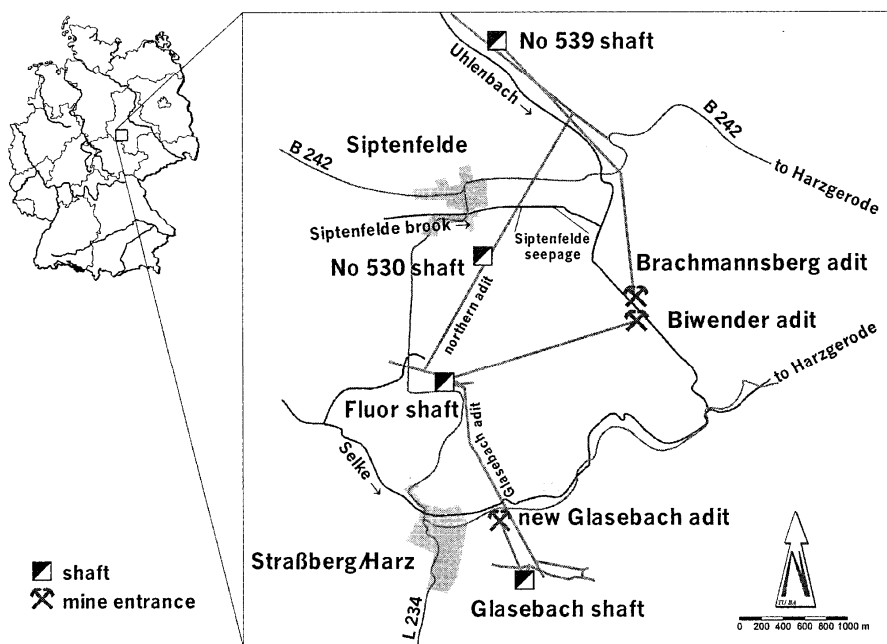 No 539 shaft
Uhlenbach →
B 242
to Harzgerode
Siptenfelde
B 242
Siptenfelde brook →
Siptenfelde
seepage
No 530 shaft
northern adit
Brachmannsberg adit
Biwender adit
to Harzgerode
Fluor shaft
Glasebach adit
Selke →
new Glasebach adit
Straßberg/Harz
Glasebach shaft
L 234
shaft
mine entrance
N
TU BA
0 200 400 600 800 1000 m